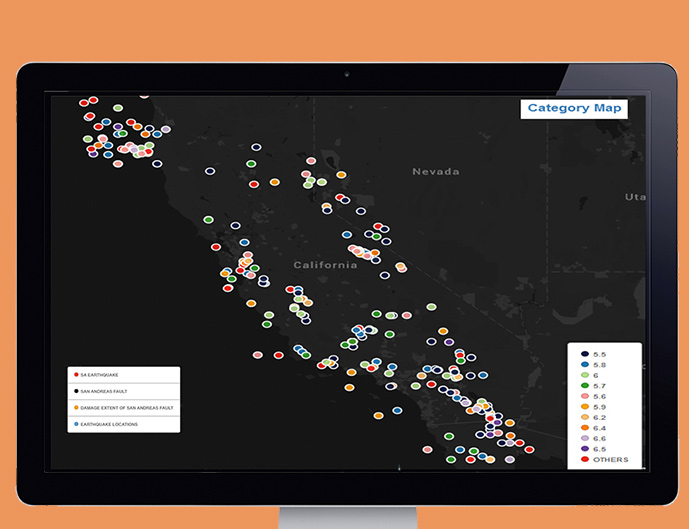 Category Map
Nevada
Uta
California
SA EARTHQUAKE
SAN ANDREAS FAULT
DAMAGE EXTENT OF SAN ANDREAS FAULT
EARTHQUAKE LOCATIONS
5.5
5.8
6
5.7
5.6
5.9
6.2
6.4
6.6
6.5
OTHERS